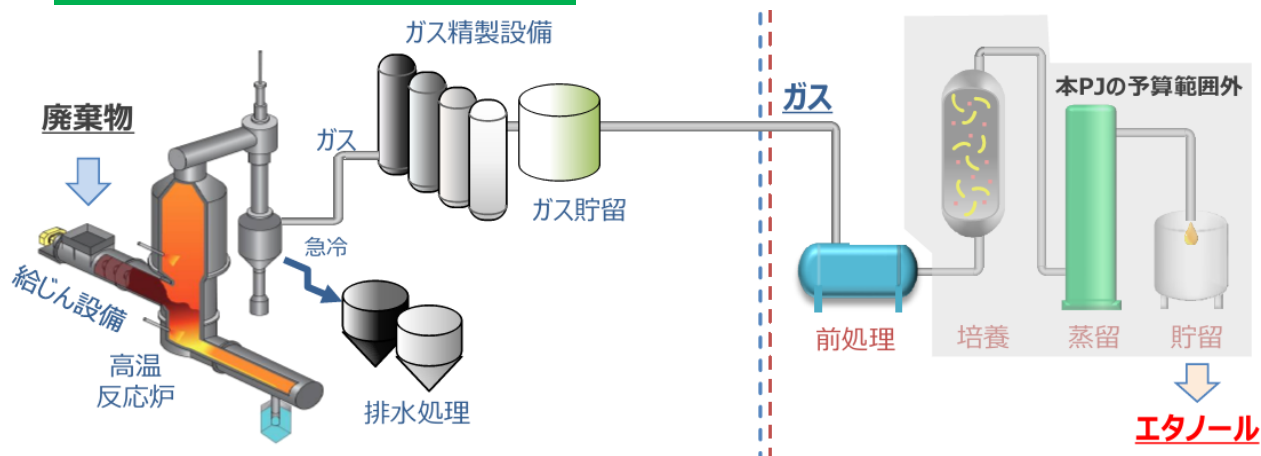 ガス精製設備
廃棄物
ガス
ガス
本PJの予算範囲外
ガス貯留
急冷
給じん設備
高温
反応炉
排水処理
前処理
培養
蒸留
貯留
エタノール